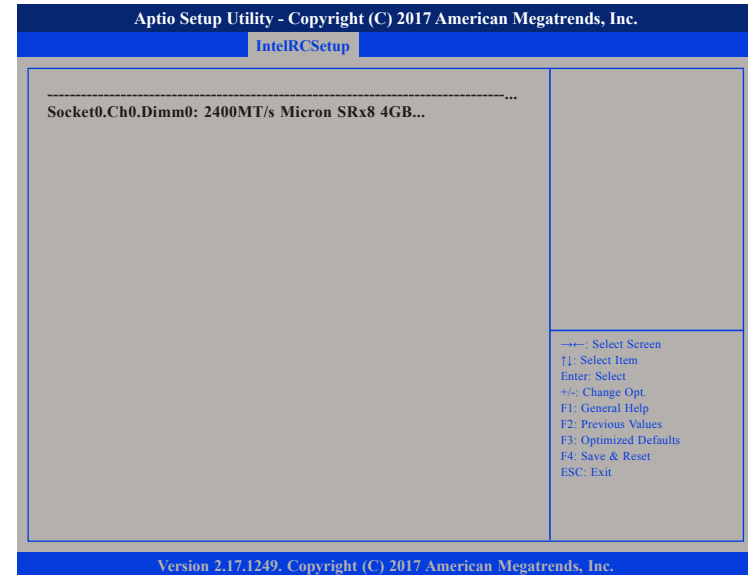 Aptio Setup Utility - Copyright (C) 2017 American Megatrends, Inc.
IntelRCSetup
--------------------------------------------------------------------------------...
Socket0.Ch0.Dimm0: 2400MT/s Micron SRx8 4GB...
→←: Select Screen
↑↓: Select Item
Enter: Select
+/-: Change Opt.
F1: General Help
F2: Previous Values
F3: Optimized Defaults
F4: Save & Reset
ESC: Exit
Version 2.17.1249. Copyright (C) 2017 American Megatrends, Inc.